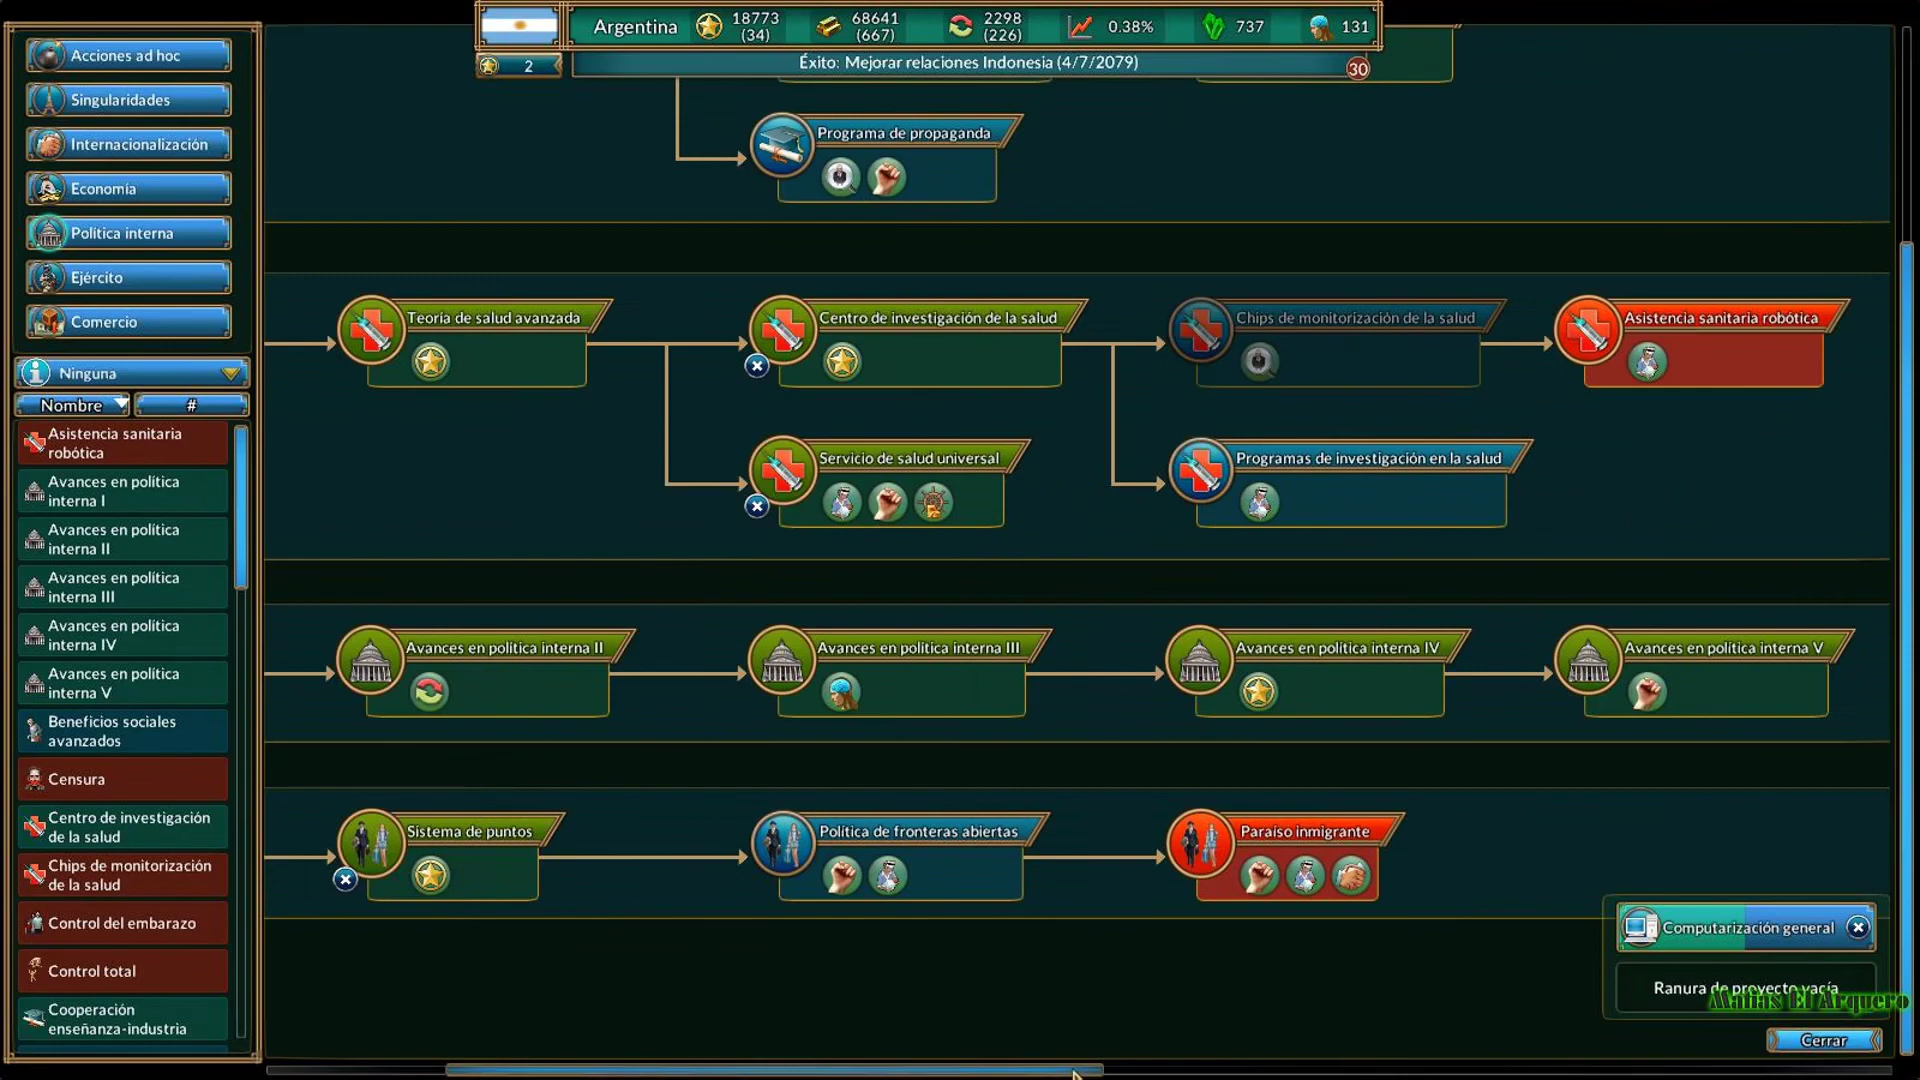 Argentina
18773
(34)
68641
(667)
2298
(226)
0.38%
737
131
2
Éxito: Mejorar relaciones Indonesia (4/7/2079)
30
Acciones ad hoc
Singularidades
Internacionalización
Economía
Política interna
Ejército
Comercio
Ninguna
Nombre
#
Asistencia sanitaria
robótica
Avances en política
interna I
Avances en política
interna II
Avances en política
interna III
Avances en política
interna IV
Avances en política
interna V
Beneficios sociales
avanzados
Censura
Centro de investigación
de la salud
Chips de monitorización
de la salud
Control del embarazo
Control total
Cooperación
enseñanza-industria
Programa de propaganda
Teoría de salud avanzada
Centro de investigación de la salud
Chips de monitorización de la salud
Asistencia sanitaria robótica
Servicio de salud universal
Programas de investigación en la salud
Avances en política interna II
Avances en política interna III
Avances en política interna IV
Avances en política interna V
Sistema de puntos
Política de fronteras abiertas
Paraíso inmigrante
Computarización general
Ranura de proyecto vacía
Matias El Arquero
Cerrar